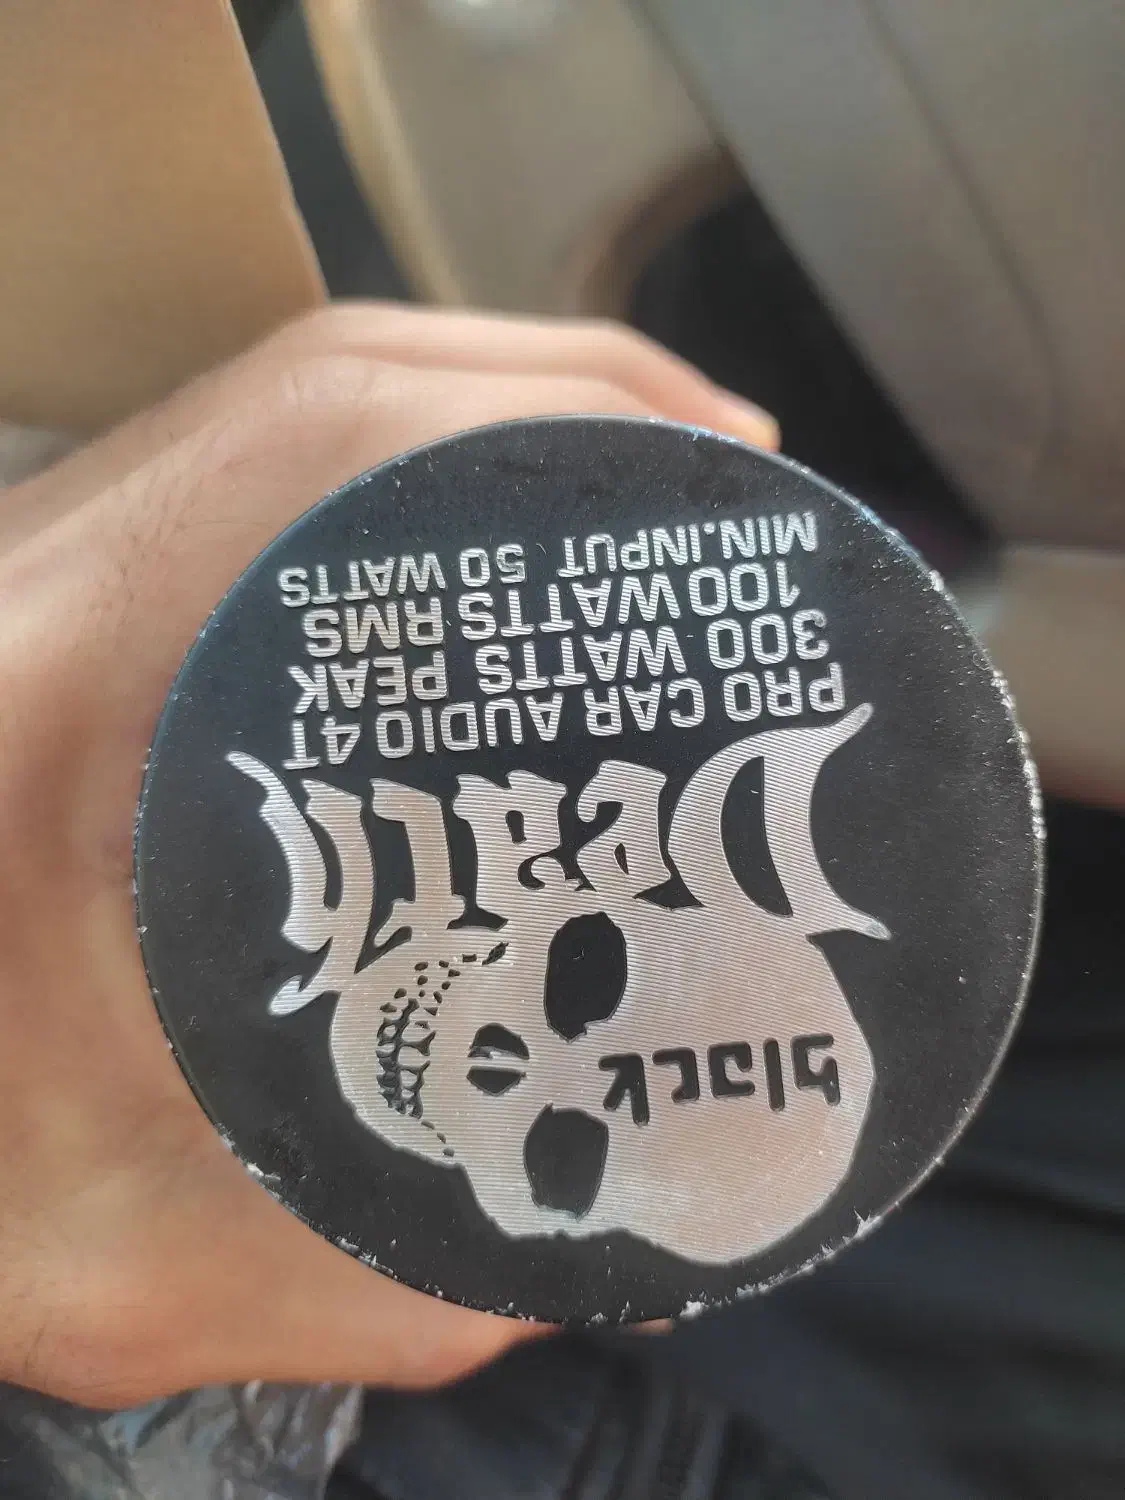 black
Death
PRO CAR AUDIO 4T
300 WATTS PEAK
100 WATTS RMS
MIN.INPUT 50 WATTS